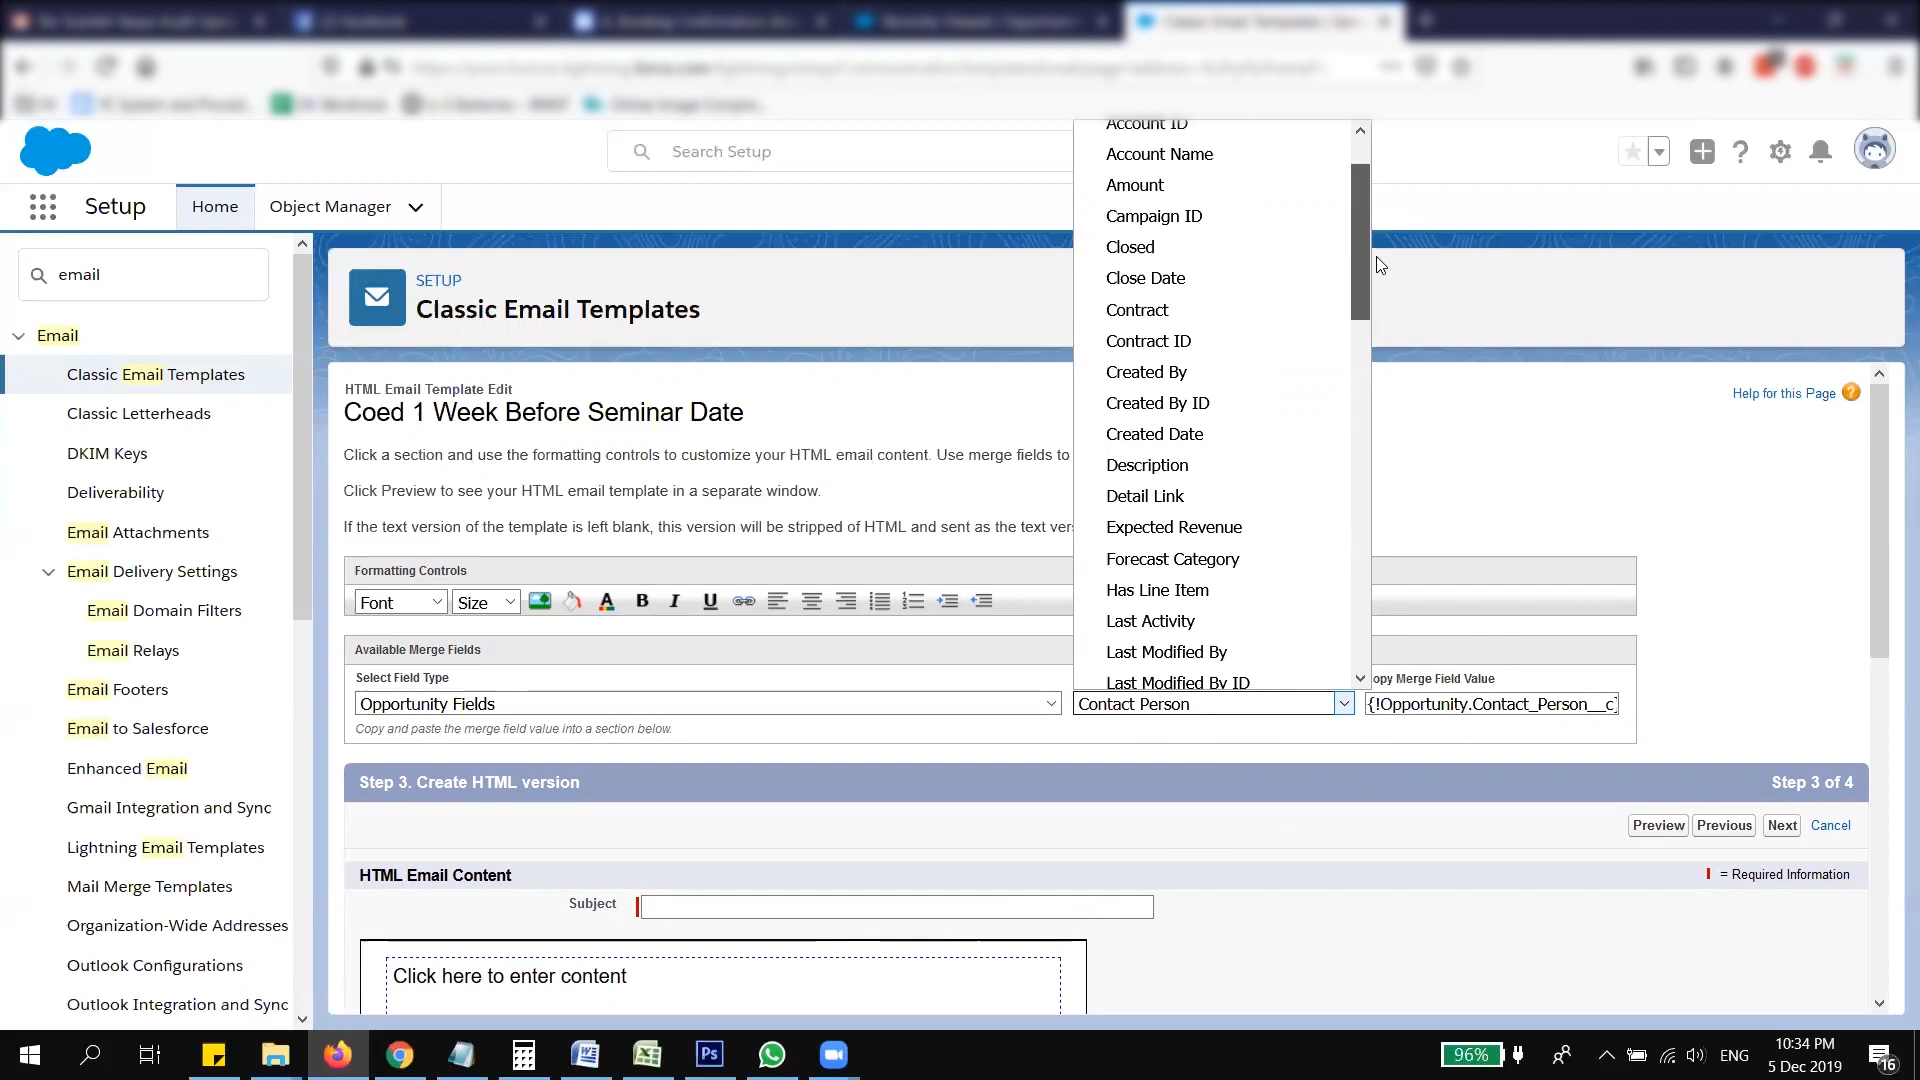 Search Setup
Setup
Home
Object Manager
email
Email
Classic Email Templates
Classic Letterheads
DKIM Keys
Deliverability
Email Attachments
Email Delivery Settings
Email Domain Filters
Email Relays
Email Footers
Email to Salesforce
Enhanced Email
Gmail Integration and Sync
Lightning Email Templates
Mail Merge Templates
Organization-Wide Addresses
Outlook Configurations
Outlook Integration and Sync
SETUP
Classic Email Templates
HTML Email Template Edit
Coed 1 Week Before Seminar Date
Help for this Page
Click a section and use the formatting controls to customize your HTML email content. Use merge fields to
Click Preview to see your HTML email template in a separate window.
If the text version of the template is left blank, this version will be stripped of HTML and sent as the text
Formatting Controls
Font
Size
A B I U
Available Merge Fields
Select Field Type
Opportunity Fields
Copy and paste the merge field value into a section below.
Account ID
Account Name
Amount
Campaign ID
Closed
Close Date
Contract
Contract ID
Created By
Created By ID
Created Date
Description
Detail Link
Expected Revenue
Forecast Category
Has Line Item
Last Activity
Last Modified By
Last Modified By ID
Contact Person
opy Merge Field Value
{!Opportunity.Contact_Person__c}
Step 3. Create HTML version
Step 3 of 4
Preview
Previous
Next
Cancel
HTML Email Content
= Required Information
Subject
Click here to enter content
96%
ENG
10:34 PM
5 Dec 2019
16